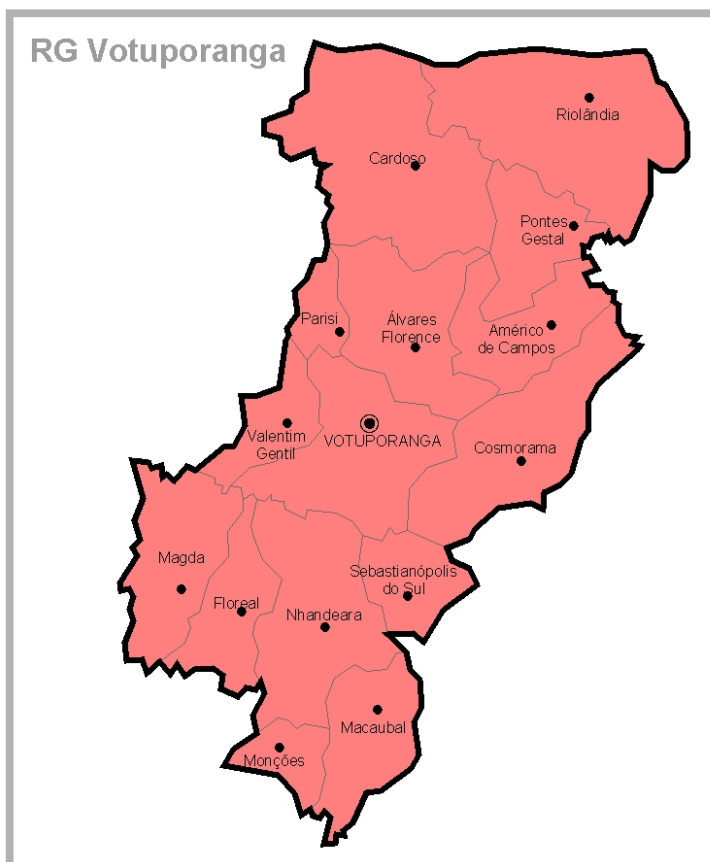 RG Votuporanga
Riolândia
Cardoso
Pontes
Gestal
Parisi
Álvares
Florence
Américo
de Campos
Valentim
Gentil
VOTUPORANGA
Cosmorama
Magda
Floreal
Nhandeara
Sebastianópolis
do Sul
Macaubal
Monções